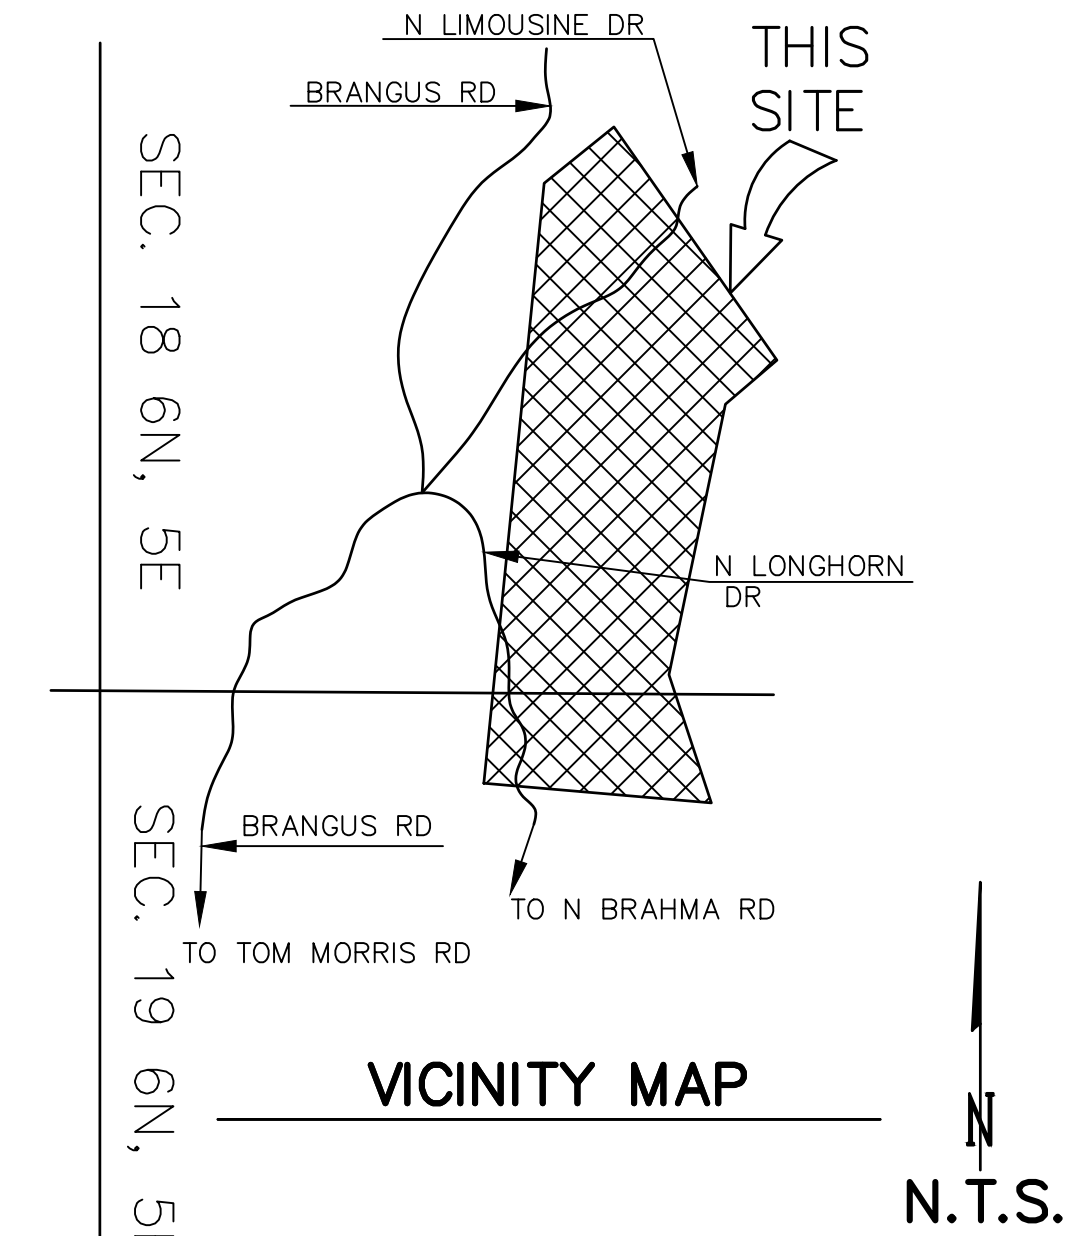 N LIMOUSINE DR
THIS
SITE
BRANGUS RD
SEC. 18 6N, 5E
N LONGHORN
DR
BRANGUS RD
TO N BRAHMA RD
TO TOM MORRIS RD
SEC. 19 6N, 5
VICINITY MAP
N
N.T.S.